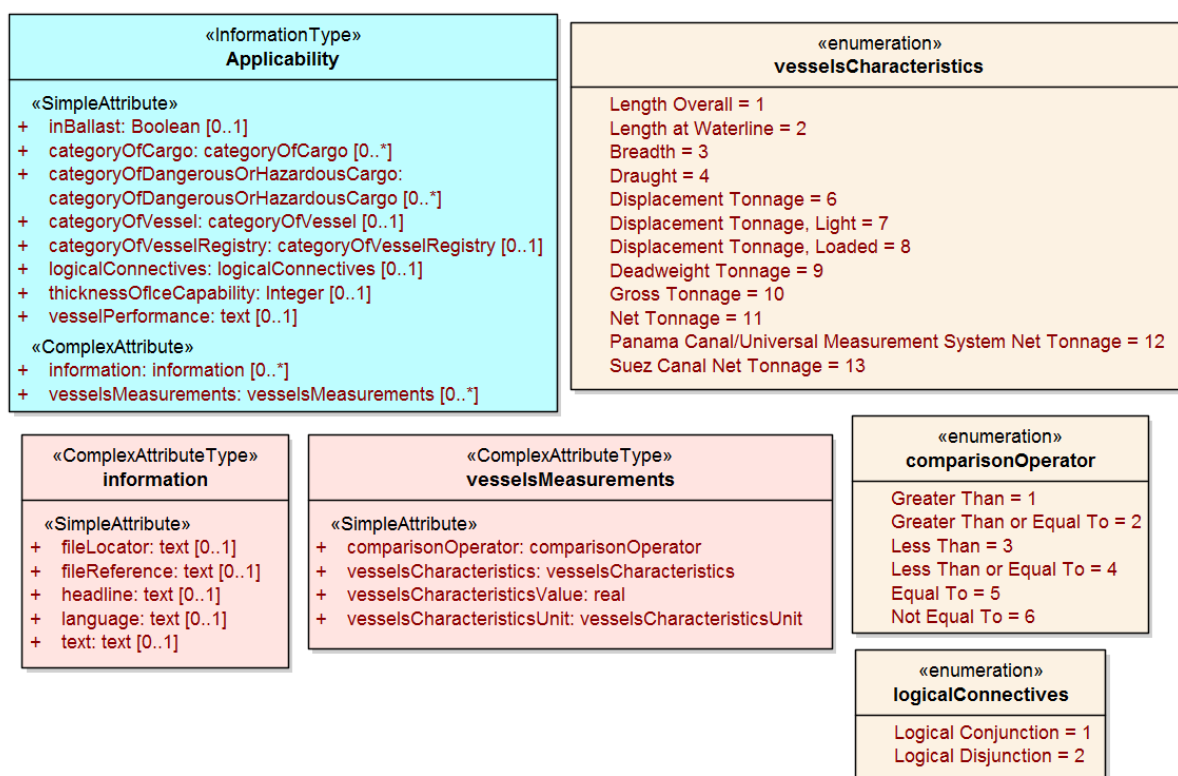 «InformationType»
Applicability
«SimpleAttribute»
+ inBallast: Boolean [0..1]
+ categoryOfCargo: categoryOfCargo [0..*]
+ categoryOfDangerousOrHazardousCargo:
categoryOfDangerousOrHazardousCargo [0..*]
+ categoryOfVessel: categoryOfVessel [0..1]
+ categoryOfVesselRegistry: categoryOfVesselRegistry [0..1]
+ logicalConnectives: logicalConnectives [0..1]
+ thicknessOfIceCapability: Integer [0..1]
+ vesselPerformance: text [0..1]
«ComplexAttribute»
+ information: information [0..*]
+ vesselsMeasurements: vesselsMeasurements [0..*]
«enumeration»
vesselsCharacteristics
Length Overall = 1
Length at Waterline = 2
Breadth = 3
Draught = 4
Displacement Tonnage = 6
Displacement Tonnage, Light = 7
Displacement Tonnage, Loaded = 8
Deadweight Tonnage = 9
Gross Tonnage = 10
Net Tonnage = 11
Panama Canal/Universal Measurement System Net Tonnage = 12
Suez Canal Net Tonnage = 13
«ComplexAttributeType»
information
«SimpleAttribute»
+ fileLocator: text [0..1]
+ fileReference: text [0..1]
+ headline: text [0..1]
+ language: text [0..1]
+ text: text [0..1]
«ComplexAttributeType»
vesselsMeasurements
«SimpleAttribute»
+ comparisonOperator: comparisonOperator
+ vesselsCharacteristics: vesselsCharacteristics
+ vesselsCharacteristicsValue: real
+ vesselsCharacteristicsUnit: vesselsCharacteristicsUnit
«enumeration»
comparisonOperator
Greater Than = 1
Greater Than or Equal To = 2
Less Than = 3
Less Than or Equal To = 4
Equal To = 5
Not Equal To = 6
«enumeration»
logicalConnectives
Logical Conjunction = 1
Logical Disjunction = 2